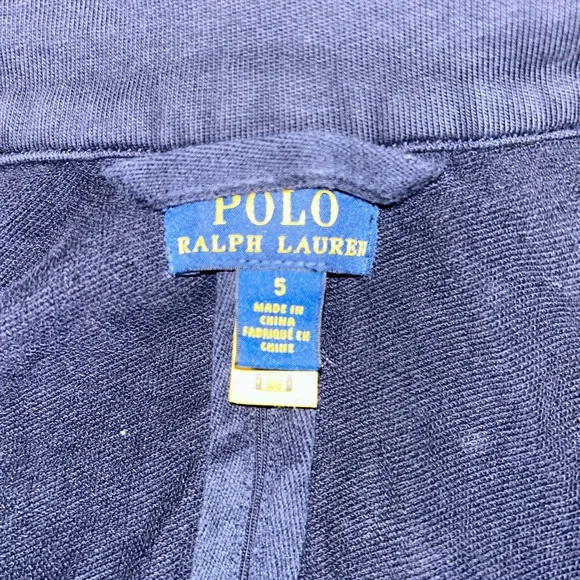 POLO
RALPH LAUREN
5
MADE IN
CHINA
FABRIQUÉ EN
CHINE